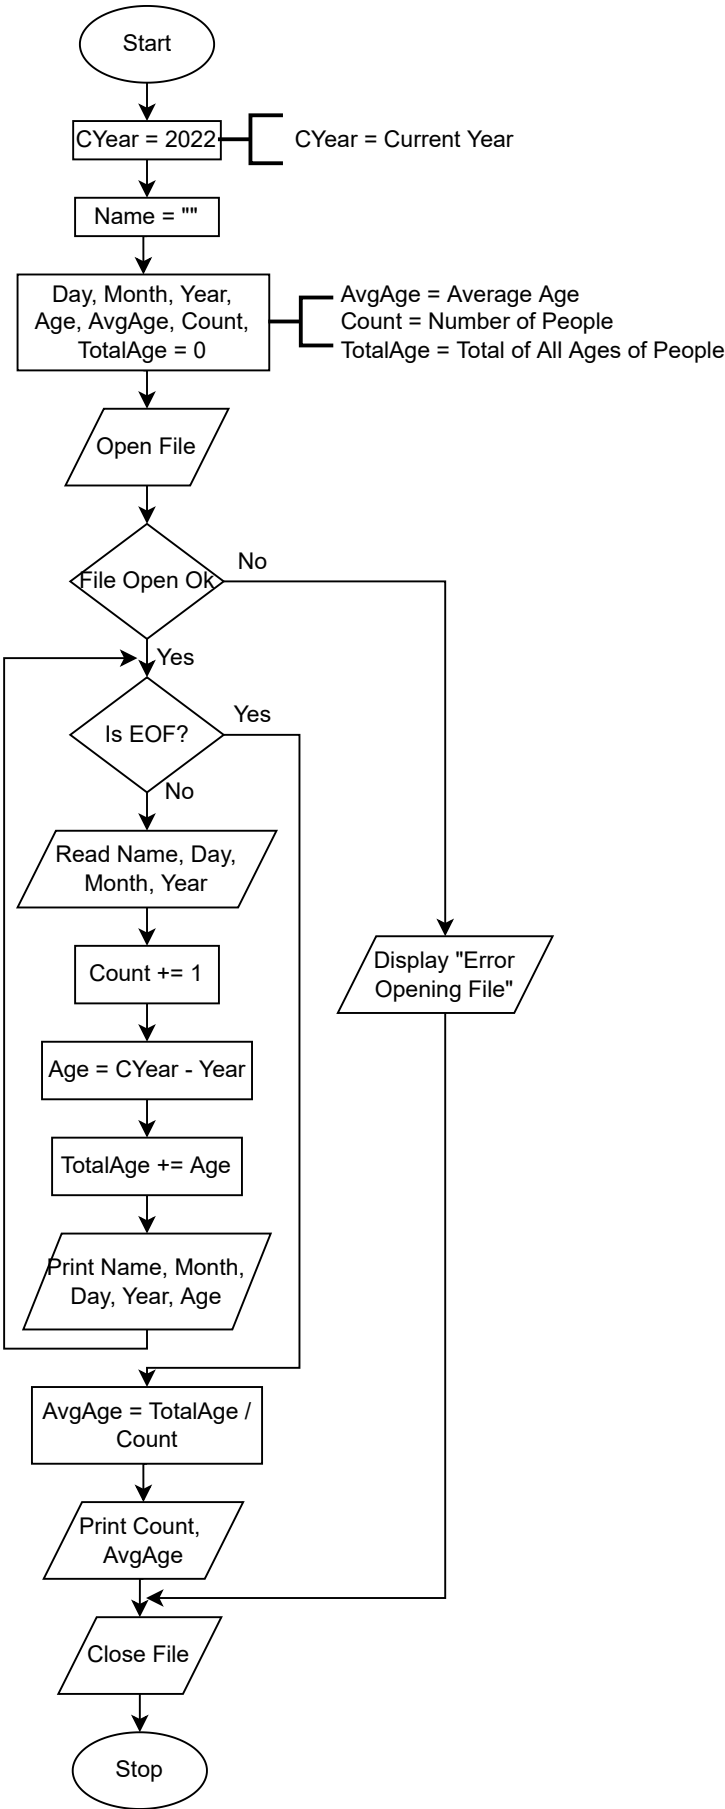 Start
CYear = 2022
CYear = Current Year
Name = ""
Day, Month, Year,
Age, AvgAge, Count,
TotalAge = 0
AvgAge = Average Age
Count = Number of People
TotalAge = Total of All Ages of People
Open File
File Open Ok
No
Yes
Is EOF?
Yes
No
Read Name, Day,
Month, Year
Count += 1
Age = CYear - Year
TotalAge += Age
Print Name, Month,
Day, Year, Age
Display "Error
Opening File"
AvgAge = TotalAge /
Count
Print Count,
AvgAge
Close File
Stop